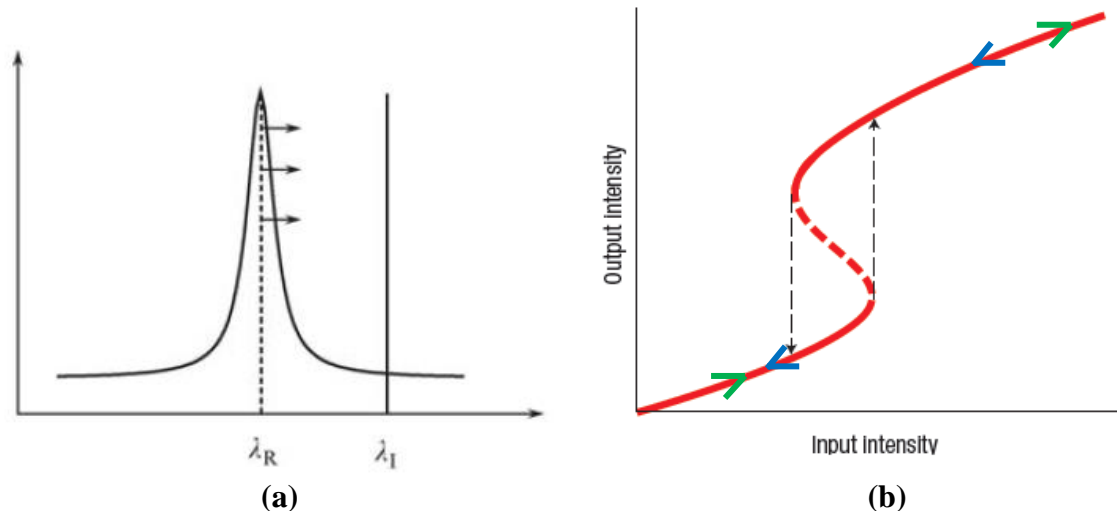 λR
λI
(a)
Output intensity
Input intensity
(b)